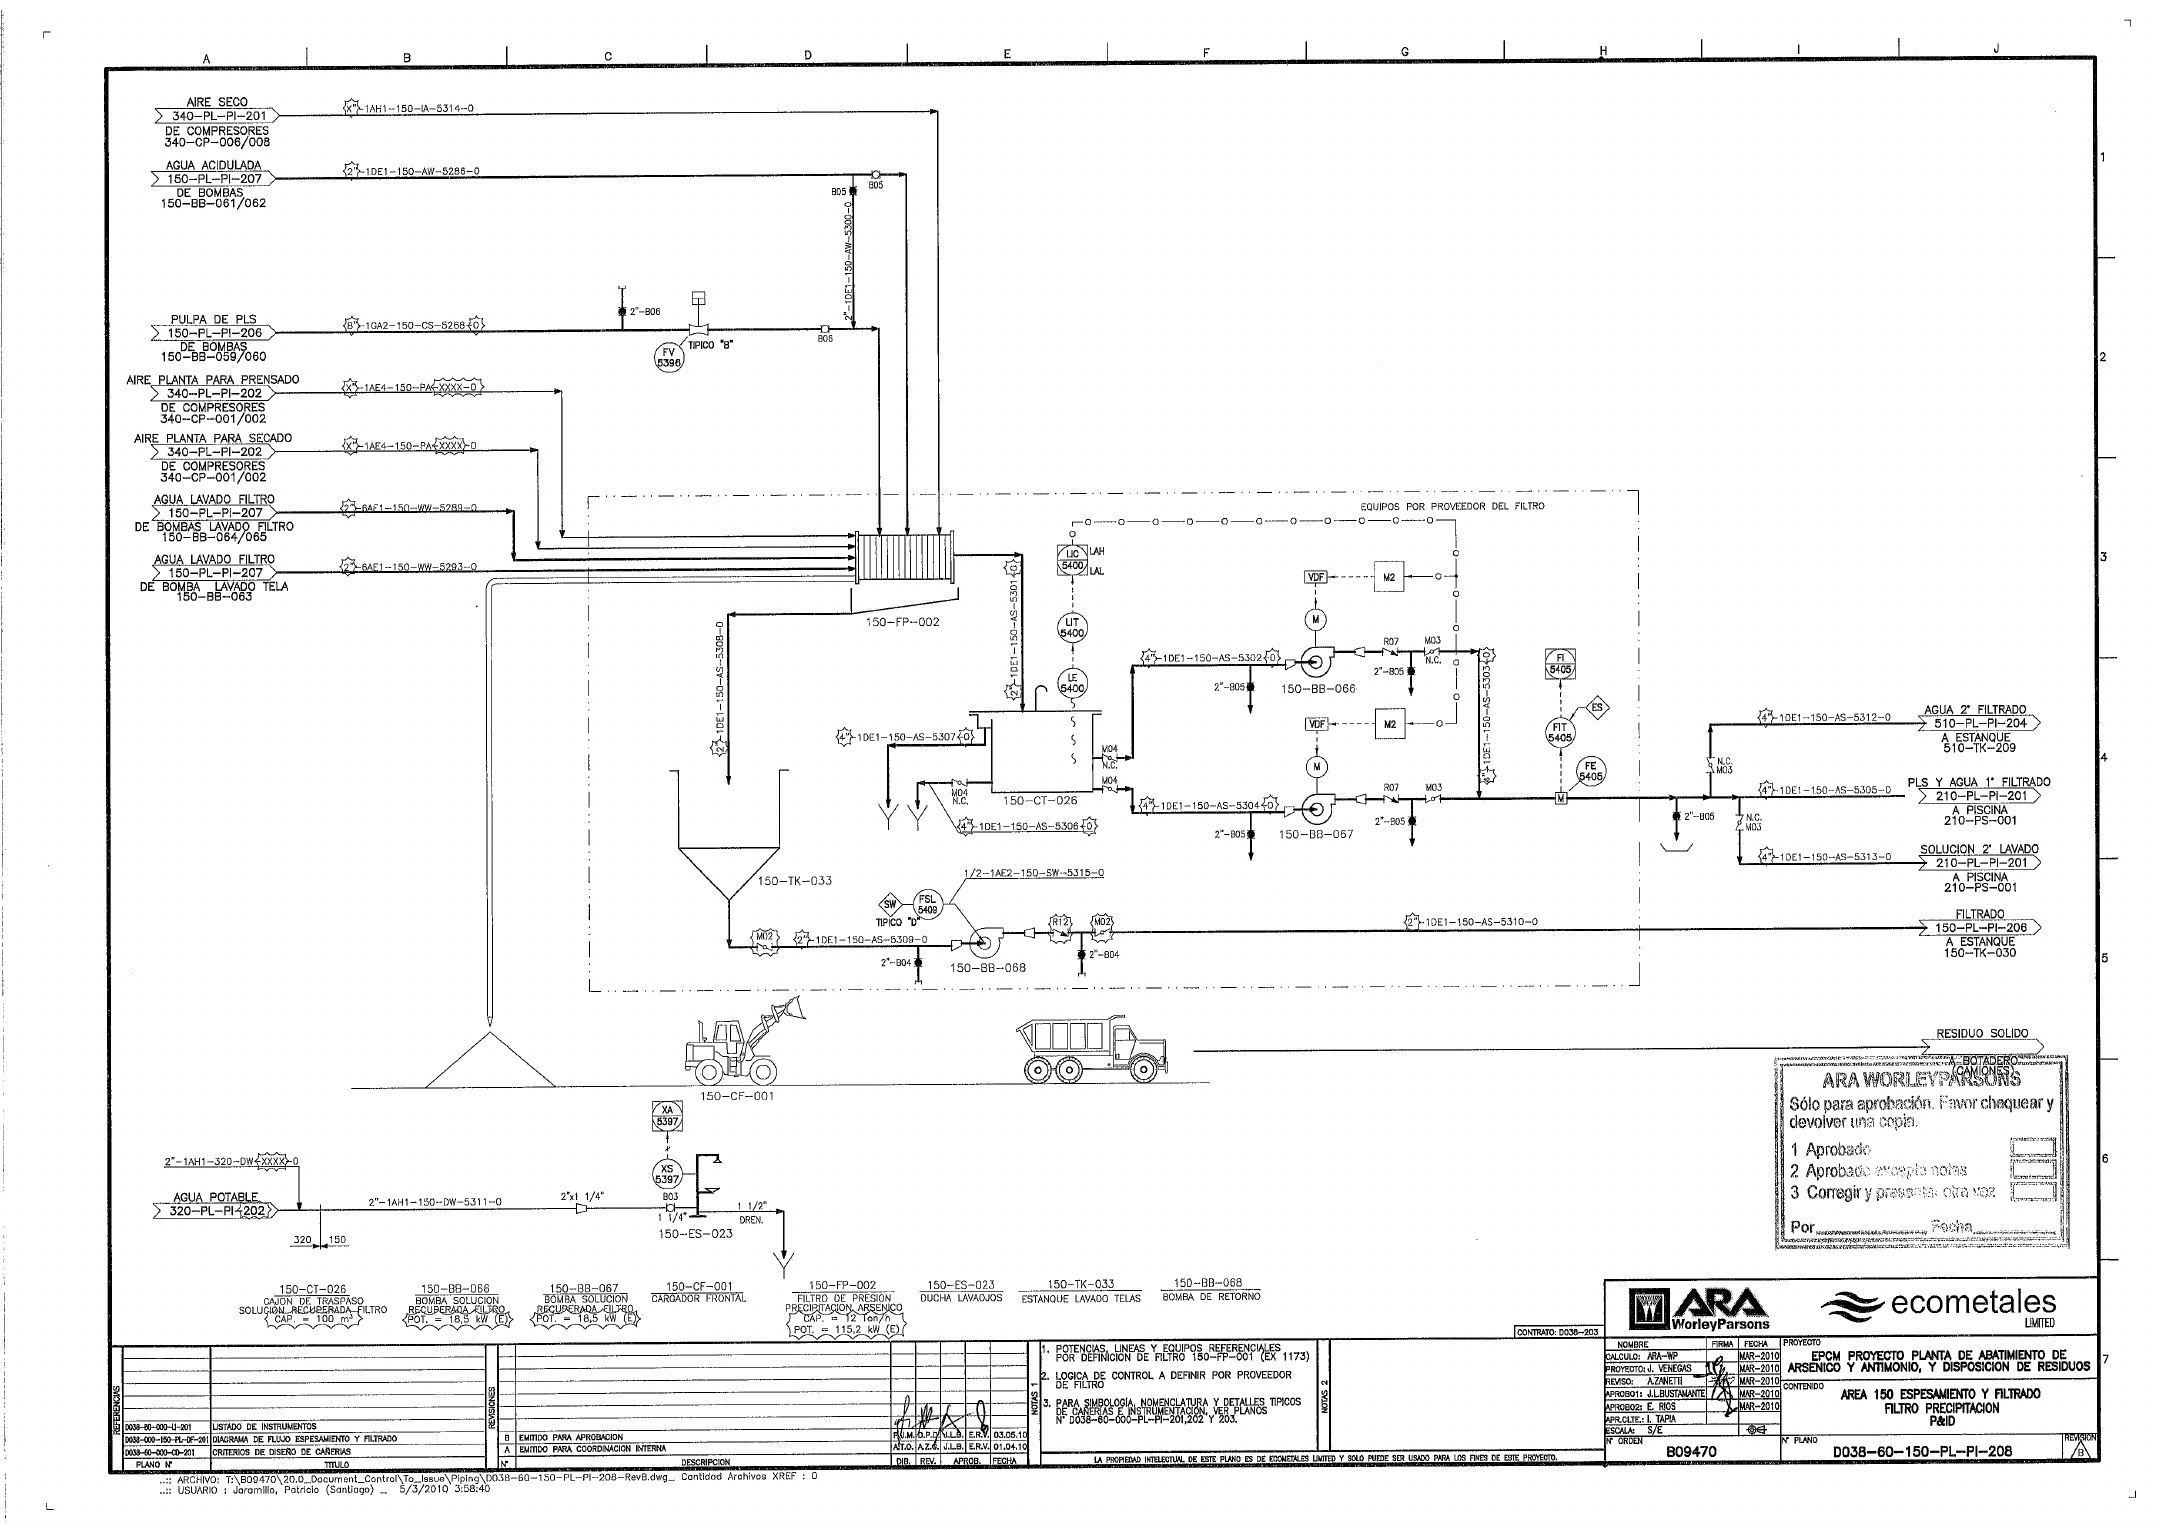 A B C D E F G H I J
1
2
3
4
5
6
7
AIRE SECO
340-PL-PI-201
DE COMPRESORES
340-CP-006/008
"X"-1AH1-150-IA-5314-0
AGUA ACIDULADA
150-PL-PI-207
DE BOMBAS
150-BB-061/062
2"-1DE1-150-AW-5286-0
B05
B05
2"-1DE1-150-AW-5300-0
PULPA DE PLS
150-PL-PI-206
DE BOMBAS
150-BB-059/060
8"-1GA2-150-CS-5268-0
2"-B06
TIPICO "B"
FV
5396
B06
AIRE PLANTA PARA PRENSADO
340-PL-PI-202
DE COMPRESORES
340-CP-001/002
"X"-1AE4-150-PA-XXXX-0
AIRE PLANTA PARA SECADO
340-PL-PI-202
DE COMPRESORES
340-CP-001/002
"X"-1AE4-150-PA-XXXX-0
AGUA LAVADO FILTRO
150-PL-PI-207
DE BOMBAS LAVADO FILTRO
150-BB-064/065
2"-6AE1-150-WW-5289-0
AGUA LAVADO FILTRO
150-PL-PI-207
DE BOMBA LAVADO TELA
150-BB-063
2"-6AE1-150-WW-5293-0
EQUIPOS POR PROVEEDOR DEL FILTRO
150-FP-002
2"-1DE1-150-AS-5308-0
2"-1DE1-150-AS-5301-0
LIC
5400
LAH
LAL
LIT
5400
LE
5400
VDF
M2
M
4"-1DE1-150-AS-5302-0
2"-B05
150-BB-066
R07
M03
N.C.
2"-B05
4"-1DE1-150-AS-5303-0
VDF
M2
M
4"-1DE1-150-AS-5304-0
2"-B05
150-BB-067
R07
M03
2"-B05
M04
N.C.
M04
4"-1DE1-150-AS-5307-0
M04
N.C.
150-CT-026
4"-1DE1-150-AS-5306-0
FI
5405
FIT
5405
ES
FE
5405
M
2"-B05
N.C.
M03
N.C.
M03
4"-1DE1-150-AS-5312-0
AGUA 2° FILTRADO
510-PL-PI-204
A ESTANQUE
510-TK-209
4"-1DE1-150-AS-5305-0
PLS Y AGUA 1° FILTRADO
210-PL-PI-201
A PISCINA
210-PS-001
4"-1DE1-150-AS-5313-0
SOLUCION 2° LAVADO
210-PL-PI-201
A PISCINA
210-PS-001
150-TK-033
SW
TIPICO "D"
FSL
5409
1/2-1AE2-150-SW-5315-0
M02
2"-1DE1-150-AS-5309-0
2"-B04
150-BB-068
R12
M02
2"-B04
2"-1DE1-150-AS-5310-0
FILTRADO
150-PL-PI-206
A ESTANQUE
150-TK-030
150-CF-001
RESIDUO SOLIDO
A BOTADERO
(CAMIONES)
ARA WORLEYPARSONS
Sólo para aprobación. Favor chequear y
devolver una copia.
1 Aprobado
2 Aprobado excepto notas
3 Corregir y presentar otra vez
Por Fecha
XA
5397
XS
5397
2"-1AH1-320-DW-XXXX-0
AGUA POTABLE
320-PL-PI-202
320 150
2"-1AH1-150-DW-5311-0
2"x1 1/4"
B03
1 1/4"
150-ES-023
1 1/2"
DREN.
150-CT-026
CAJON DE TRASPASO
SOLUCION RECUPERADA FILTRO
CAP. = 100 m³
150-BB-066
BOMBA SOLUCION
RECUPERADA FILTRO
POT. = 18,5 kW (E)
150-BB-067
BOMBA SOLUCION
RECUPERADA FILTRO
POT. = 18,5 kW (E)
150-CF-001
CARGADOR FRONTAL
150-FP-002
FILTRO DE PRESION
PRECIPITACION ARSENICO
CAP. = 12 Ton/h
POT. = 115,2 kW (E)
150-ES-023
DUCHA LAVAOJOS
150-TK-033
ESTANQUE LAVADO TELAS
150-BB-068
BOMBA DE RETORNO
REFERENCIAS
D038-60-000-LI-201 LISTADO DE INSTRUMENTOS
D038-000-150-PL-DF-201 DIAGRAMA DE FLUJO ESPESAMIENTO Y FILTRADO
D038-60-000-CD-201 CRITERIOS DE DISEÑO DE CAÑERIAS
PLANO N° TITULO
REVISIONES
B EMITIDO PARA APROBACION O.P.D. J.L.B. E.R.V. 03.05.10
A EMITIDO PARA COORDINACION INTERNA A.T.O. A.Z.G. J.L.B. E.R.V. 01.04.10
N° DESCRIPCION DIB. REV. APROB. FECHA
NOTAS 1
1. POTENCIAS, LINEAS Y EQUIPOS REFERENCIALES
POR DEFINICION DE FILTRO 150-FP-001 (EX 1173)
2. LOGICA DE CONTROL A DEFINIR POR PROVEEDOR
DE FILTRO
3. PARA SIMBOLOGIA, NOMENCLATURA Y DETALLES TIPICOS
DE CAÑERIAS E INSTRUMENTACION, VER PLANOS
N° D038-60-000-PL-PI-201,202 Y 203.
NOTAS 2
LA PROPIEDAD INTELECTUAL DE ESTE PLANO ES DE ECOMETALES LIMITED Y SOLO PUEDE SER USADO PARA LOS FINES DE ESTE PROYECTO.
CONTRATO: D038-203
ARA
WorleyParsons
ecometales
LIMITED
NOMBRE FIRMA FECHA
CALCULO: ARA-WP MAR-2010
PROYECTO: J. VENEGAS MAR-2010
REVISO: A.ZANETTI MAR-2010
APROBO1: J.L.BUSTAMANTE MAR-2010
APROBO2: E. RIOS MAR-2010
APR.CLTE.: I. TAPIA
ESCALA: S/E
PROYECTO
EPCM PROYECTO PLANTA DE ABATIMIENTO DE
ARSENICO Y ANTIMONIO, Y DISPOSICION DE RESIDUOS
CONTENIDO
AREA 150 ESPESAMIENTO Y FILTRADO
FILTRO PRECIPITACION
P&ID
N° ORDEN
B09470
N° PLANO
D038-60-150-PL-PI-208
REVISION
B
..:: ARCHIVO: T:\B09470\20.0_Document_Control\To_Issue\Piping\D038-60-150-PL-PI-208-RevB.dwg_ Cantidad Archivos XREF : 0
..:: USUARIO : Jaramillo, Patricio (Santiago) _ 5/3/2010 3:58:40